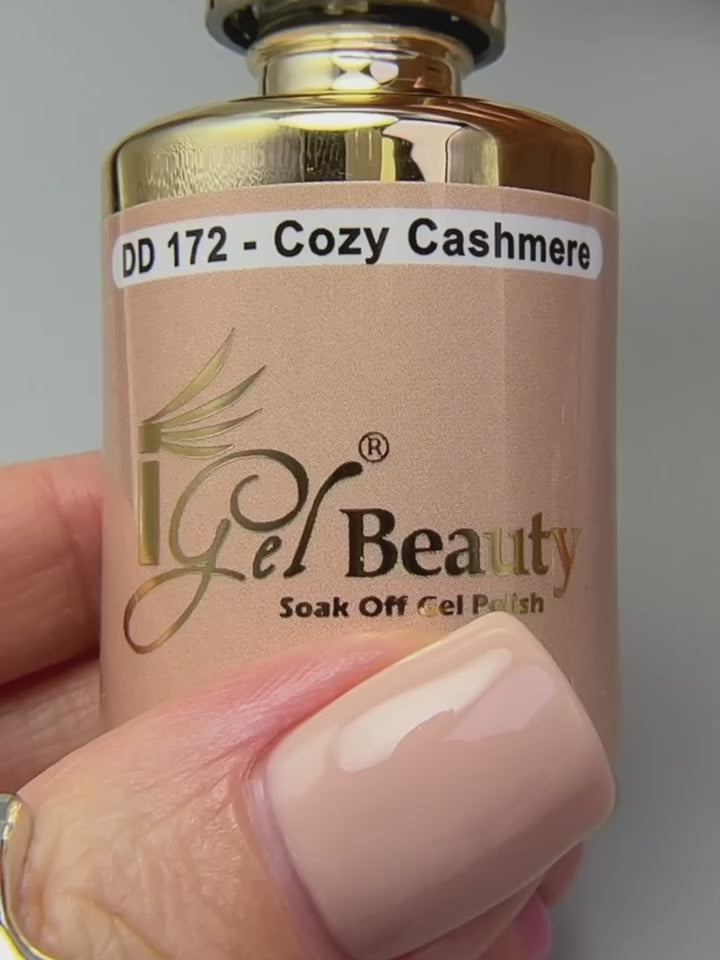 DD 172 - Cozy Cashmere
iGel Beauty®
Soak Off Gel Polish